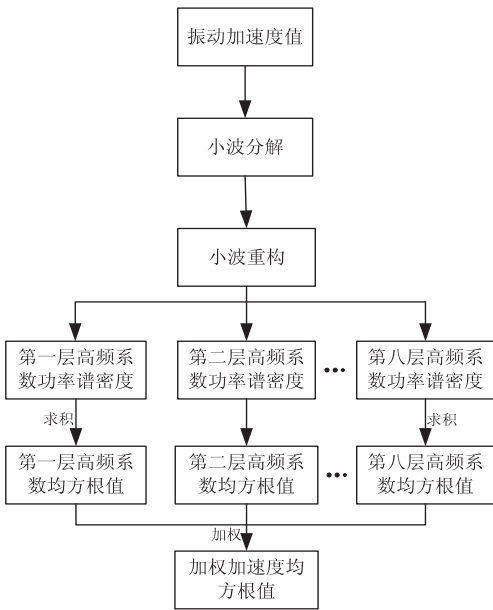 振动加速度值
小波分解
小波重构
第一层高频系
数功率谱密度
第二层高频系
数功率谱密度
...
第八层高频系
数功率谱密度
求积
求积
第一层高频系
数均方根值
第二层高频系
数均方根值
...
第八层高频系
数均方根值
加权
加权加速度均
方根值